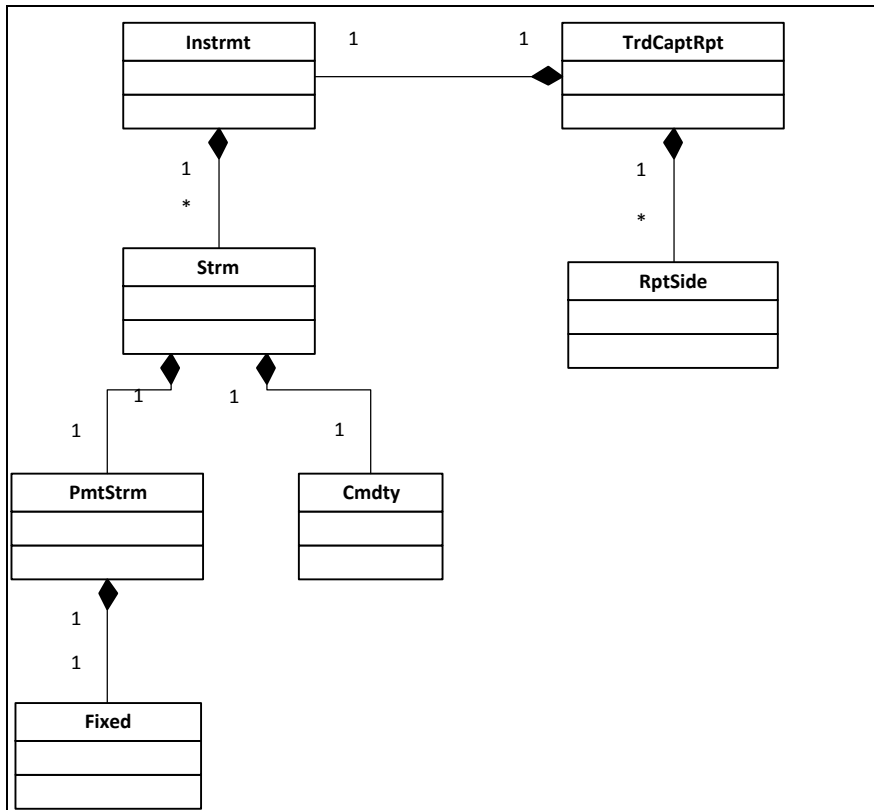 Instrmt
1
1
TrdCaptRpt
1
*
1
*
Strm
RptSide
1
1
1
1
PmtStrm
Cmdty
1
1
Fixed